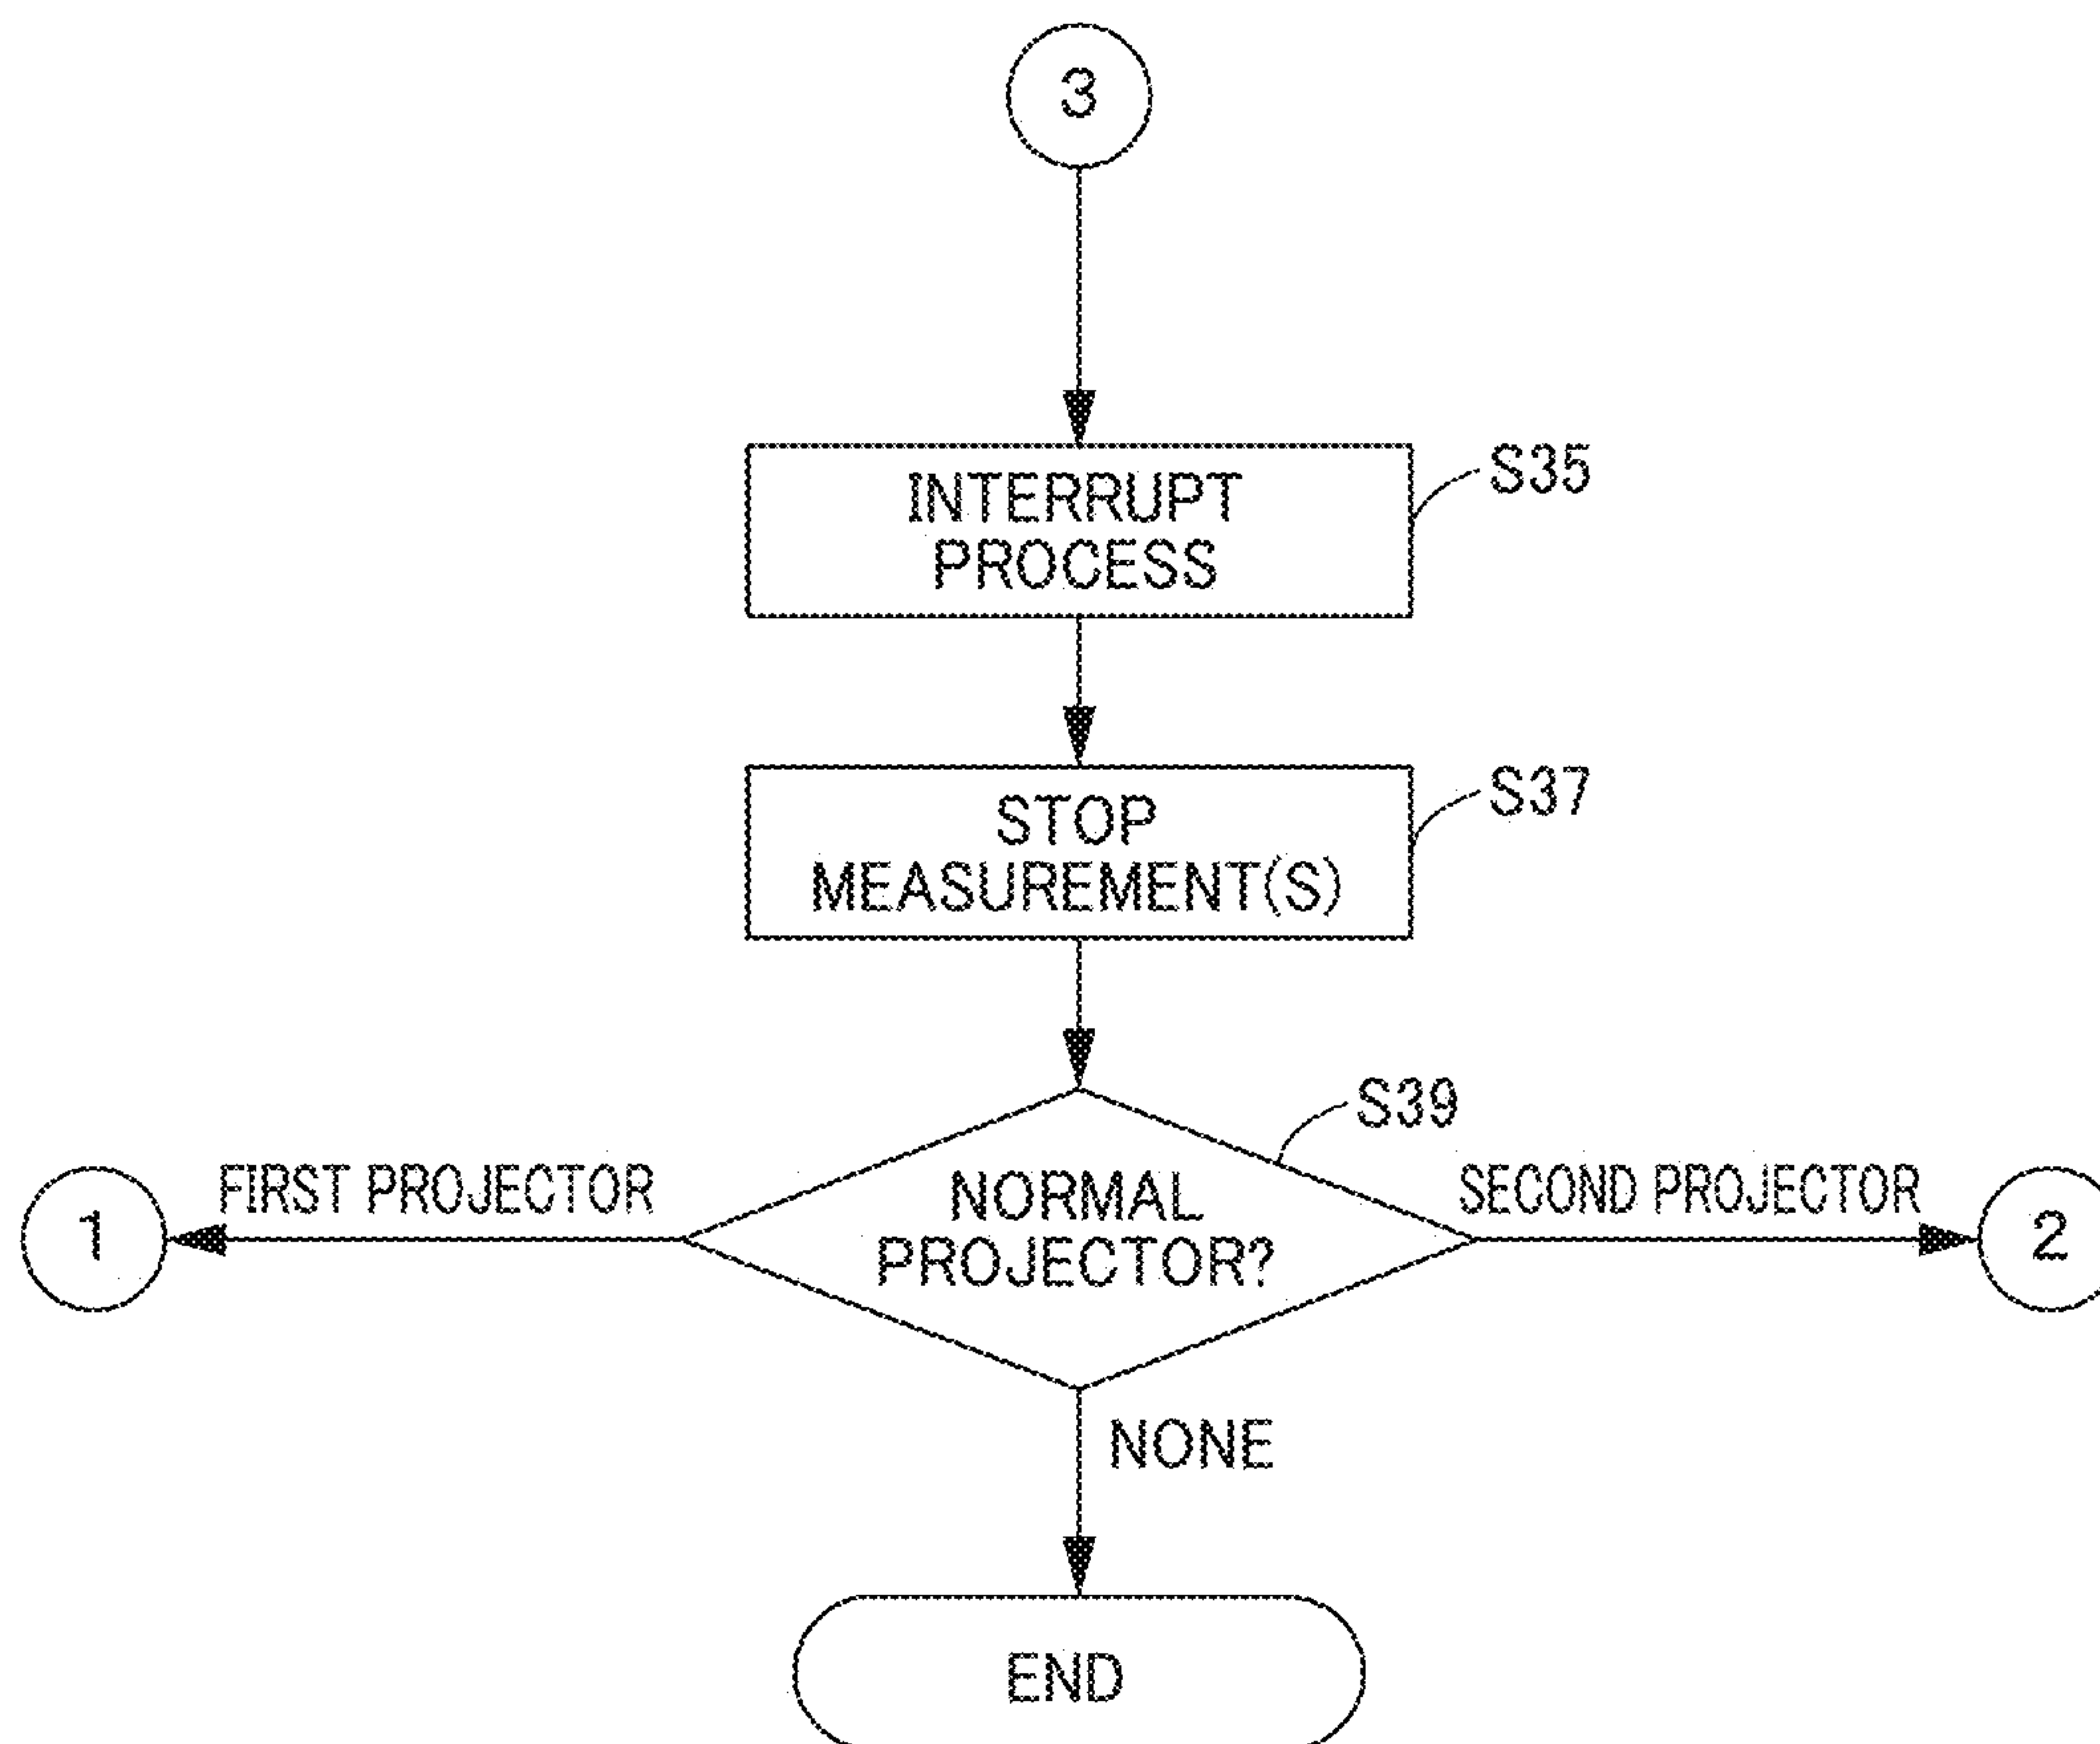 3
INTERRUPT
PROCESS
S35
STOP
MEASUREMENT(S)
S37
S39
NORMAL
PROJECTOR?
FIRST PROJECTOR
1
SECOND PROJECTOR
2
NONE
END